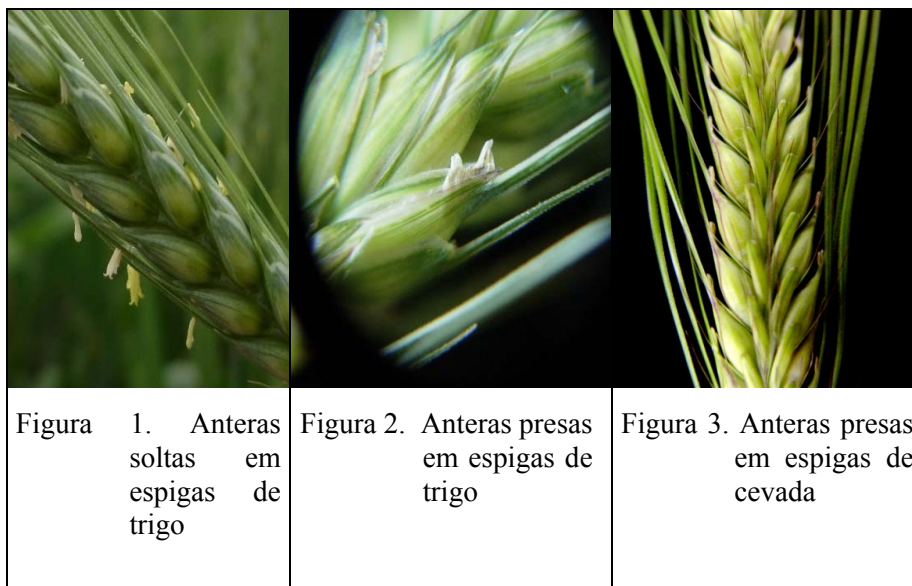 Figura 1. Anteras
soltas em
espigas de
trigo
Figura 2. Anteras presas
em espigas de
trigo
Figura 3. Anteras presas
em espigas de
cevada